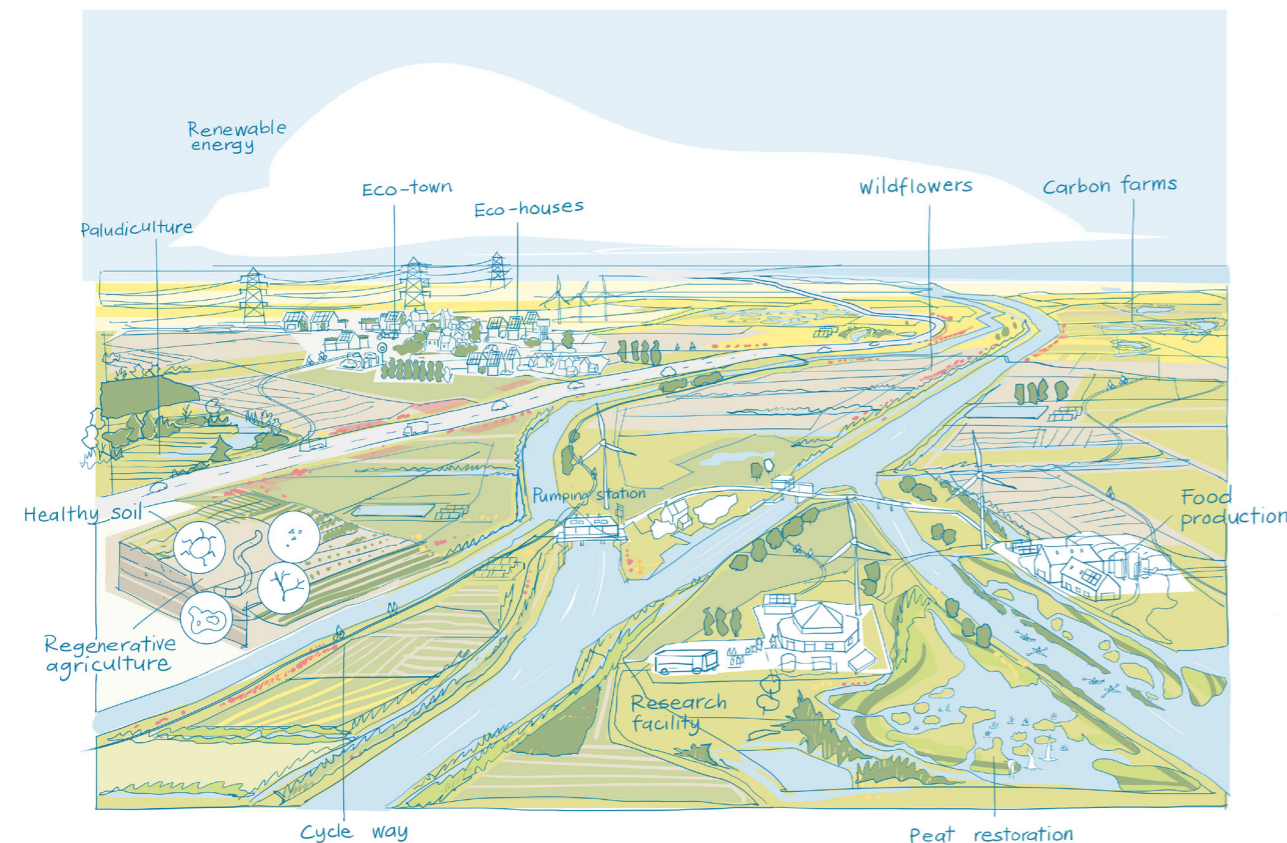 Renewable
energy
Eco-town
Eco-houses
Wildflowers
Carbon farms
Paludiculture
Pumping station
Healthy soil
Food
production
Regenerative
agriculture
Research
facility
Cycle way
Peat restoration